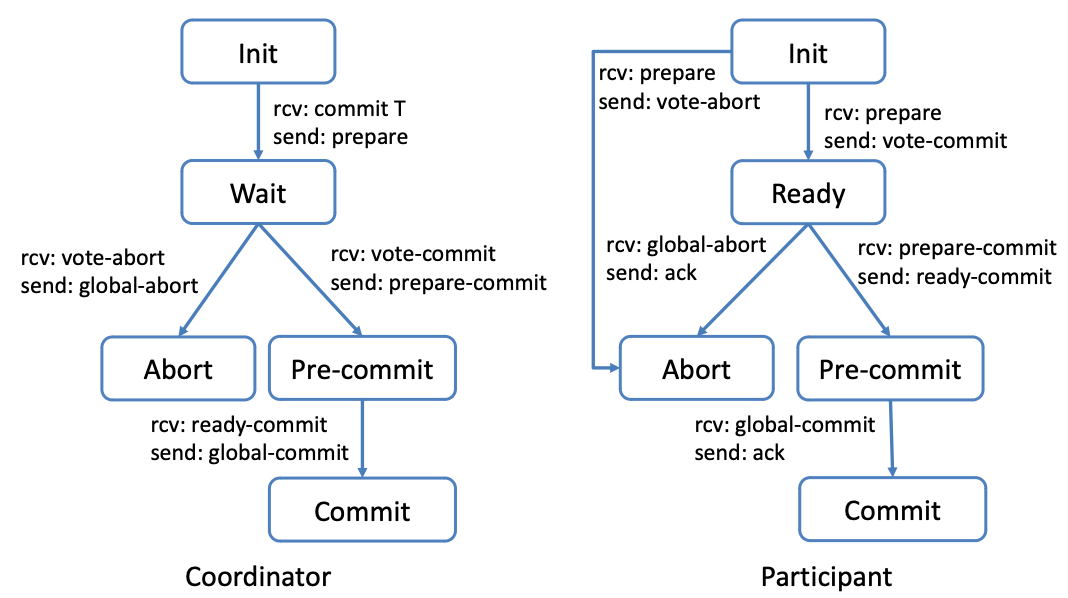 Init
rcv: commit T
send: prepare
Wait
rcv: vote-abort
send: global-abort
rcv: vote-commit
send: prepare-commit
Abort
Pre-commit
rcv: ready-commit
send: global-commit
Commit
Coordinator
Init
rcv: prepare
send: vote-abort
rcv: prepare
send: vote-commit
Ready
rcv: global-abort
send: ack
rcv: prepare-commit
send: ready-commit
Abort
Pre-commit
rcv: global-commit
send: ack
Commit
Participant